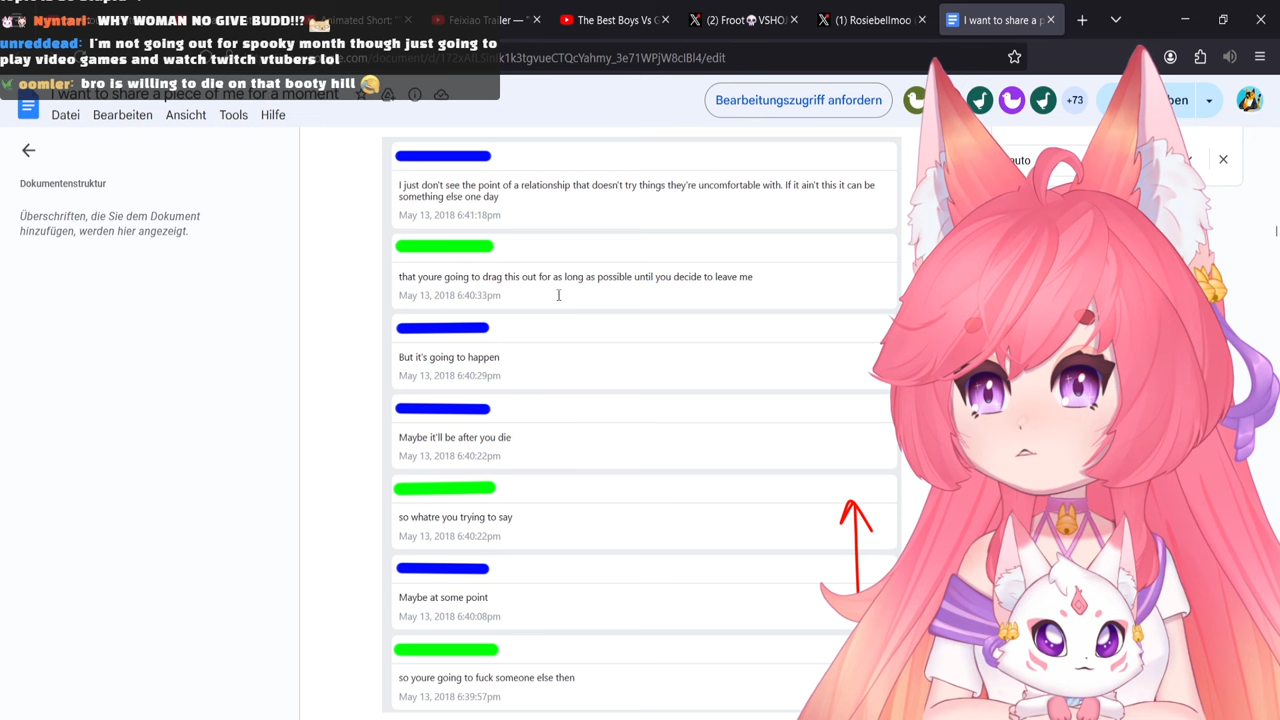 Nyntarl: WHY WOMAN NO GIVE BUDD!!?
unreddead: I'm not going out for spooky month though just going
to play video games and watch twitch vtubers lol
oomler: bro is willing to die on that booty hill
Animated Short: "
Feixiao Trailer — "
The Best Boys Vs G
(2) Froot💀VSHOJ
(1) Rosiebellmoo
I want to share a p
I want to share a piece of me for a moment
Datei Bearbeiten Ansicht Tools Hilfe
Bearbeitungszugriff anfordern
+73
Dokumentenstruktur
Überschriften, die Sie dem Dokument
hinzufügen, werden hier angezeigt.
I just don't see the point of a relationship that doesn't try things they're uncomfortable with. If it ain't this it can be
something else one day
May 13, 2018 6:41:18pm
that youre going to drag this out for as long as possible until you decide to leave me
May 13, 2018 6:40:33pm
But it's going to happen
May 13, 2018 6:40:29pm
Maybe it'll be after you die
May 13, 2018 6:40:22pm
so whatre you trying to say
May 13, 2018 6:40:22pm
Maybe at some point
May 13, 2018 6:40:08pm
so youre going to fuck someone else then
May 13, 2018 6:39:57pm